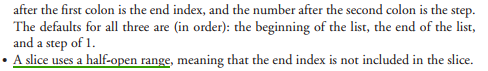 after the first colon is the end index, and the number after the second colon is the step.
The defaults for all three are (in order): the beginning of the list, the end of the list,
and a step of 1.
• A slice uses a half-open range, meaning that the end index is not included in the slice.